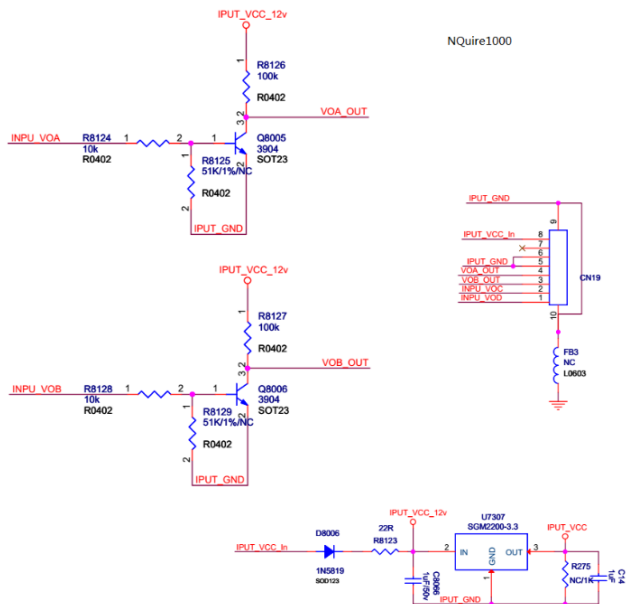 IPUT_VCC_12v
NQuire1000
1
R8126
100k
R0402
2
3
VOA_OUT
INPU_VOA
R8124
10k
R0402
1
2
1
Q8005
3904
SOT23
R8125
51K/1%/NC
R0402
1
2
2
IPUT_GND
IPUT_GND
9
IPUT_VCC_In
8
7
6
IPUT_GND
5
VOA_OUT
4
VOB_OUT
3
INPU_VOC
2
INPU_VOD
1
CN19
10
FB3
NC
L0603
IPUT_VCC_12v
1
R8127
100k
R0402
2
3
VOB_OUT
INPU_VOB
R8128
10k
R0402
1
2
1
Q8006
3904
SOT23
R8129
51K/1%/NC
R0402
1
2
2
IPUT_GND
IPUT_VCC_12v
U7307
SGM2200-3.3
IPUT_VCC
D8006
22R
R8123
IPUT_VCC_In
1N5819
SOD123
2
IN
GND
OUT
3
1
C8066
1uF/50v
R275
NC/1K
C14
1uF
IPUT_GND